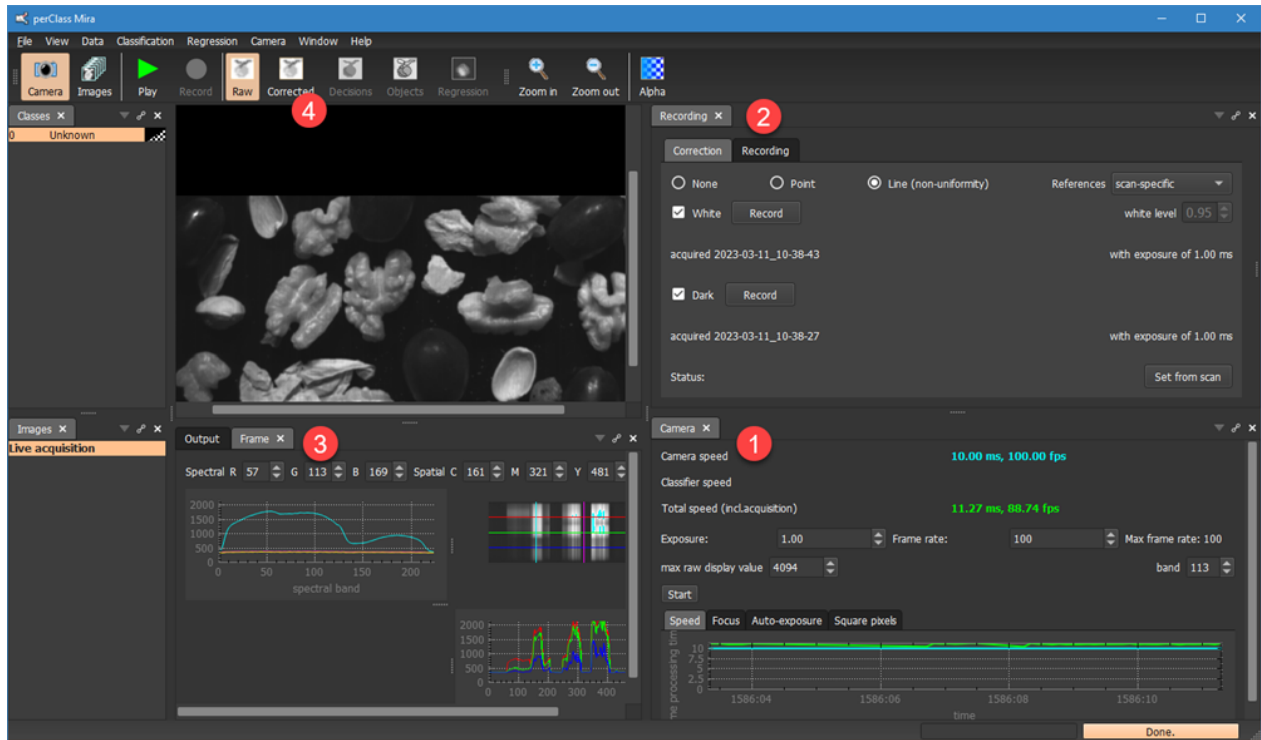 perClass Mira
File View Data Classification Regression Camera Window Help
Camera Images Play Record Raw Corrected Decisions Objects Regression Zoom in Zoom out Alpha
4
Classes
0 Unknown
Images
Live acquisition
Recording
2
Correction Recording
None Point Line (non-uniformity) References scan-specific
White Record white level 0.95
acquired 2023-03-11_10-38-43 with exposure of 1.00 ms
Dark Record
acquired 2023-03-11_10-38-27 with exposure of 1.00 ms
Status: Set from scan
Output Frame
3
Spectral R 57 G 113 B 169 Spatial C 161 M 321 Y 481
2000
1500
1000
500
0
0 50 100 150 200
spectral band
2000
1000
500
0
0 100 200 300 400
Camera
1
Camera speed 10.00 ms, 100.00 fps
Classifier speed
Total speed (incl.acquisition) 11.27 ms, 88.74 fps
Exposure: 1.00 Frame rate: 100 Max frame rate: 100
max raw display value 4094 band 113
Start
Speed Focus Auto-exposure Square pixels
10
7.5
5
2.5
0
1586:04 1586:06 1586:08 1586:10
time
Done.